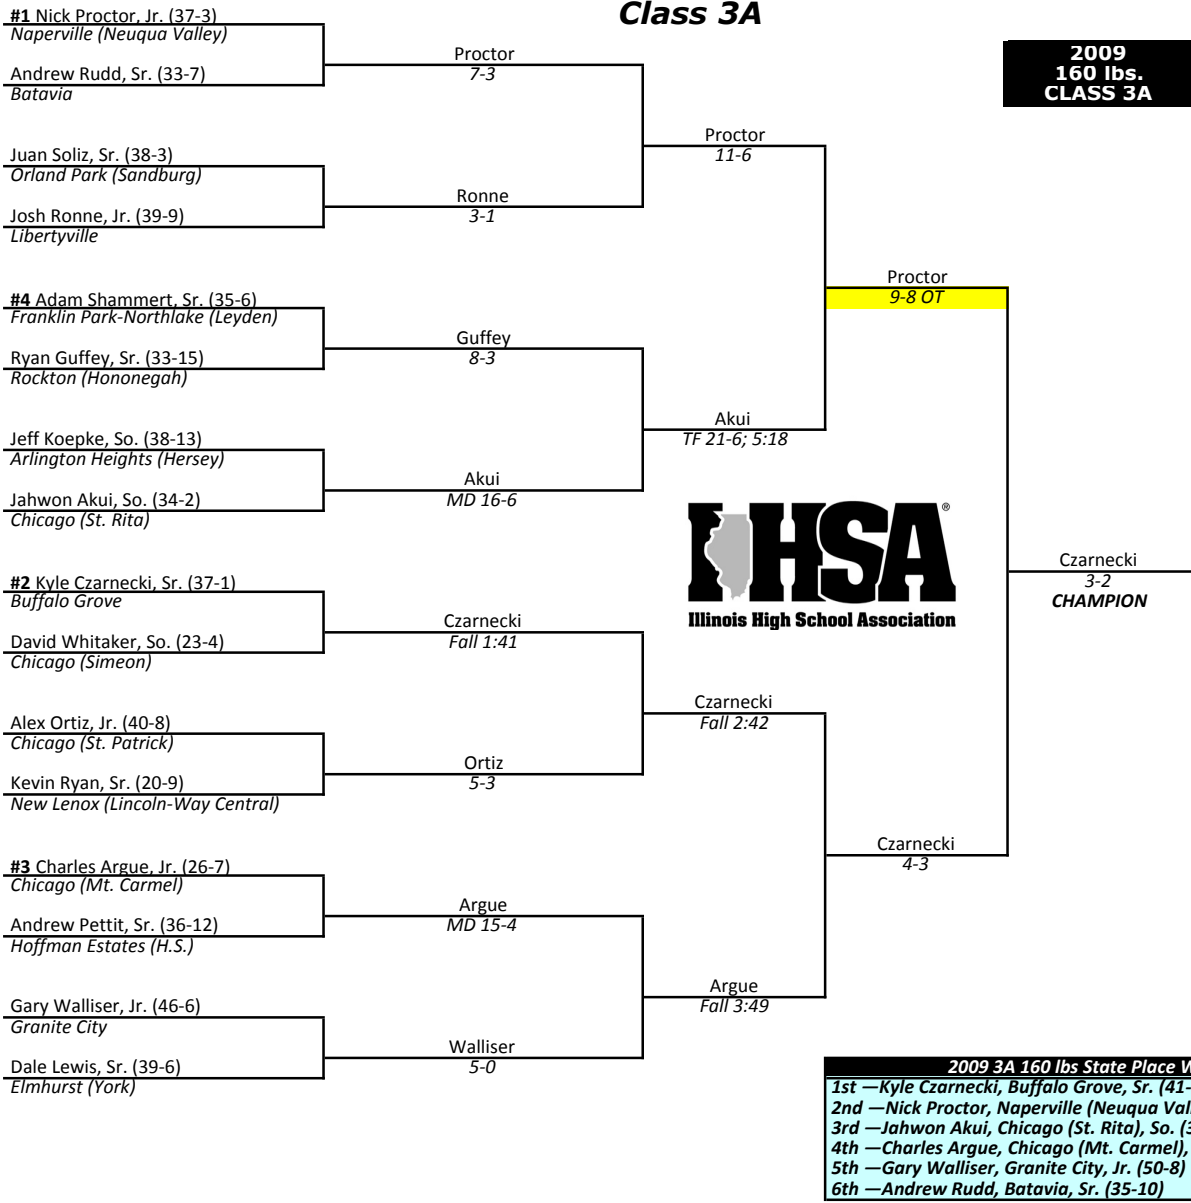 Class 3A
2009
160 lbs.
CLASS 3A
#1 Nick Proctor, Jr. (37-3)
Naperville (Neuqua Valley)
Andrew Rudd, Sr. (33-7)
Batavia
Juan Soliz, Sr. (38-3)
Orland Park (Sandburg)
Josh Ronne, Jr. (39-9)
Libertyville
#4 Adam Shammert, Sr. (35-6)
Franklin Park-Northlake (Leyden)
Ryan Guffey, Sr. (33-15)
Rockton (Hononegah)
Jeff Koepke, So. (38-13)
Arlington Heights (Hersey)
Jahwon Akui, So. (34-2)
Chicago (St. Rita)
#2 Kyle Czarnecki, Sr. (37-1)
Buffalo Grove
David Whitaker, So. (23-4)
Chicago (Simeon)
Alex Ortiz, Jr. (40-8)
Chicago (St. Patrick)
Kevin Ryan, Sr. (20-9)
New Lenox (Lincoln-Way Central)
#3 Charles Argue, Jr. (26-7)
Chicago (Mt. Carmel)
Andrew Pettit, Sr. (36-12)
Hoffman Estates (H.S.)
Gary Walliser, Jr. (46-6)
Granite City
Dale Lewis, Sr. (39-6)
Elmhurst (York)
Proctor
7-3
Ronne
3-1
Guffey
8-3
Akui
MD 16-6
Czarnecki
Fall 1:41
Ortiz
5-3
Argue
MD 15-4
Walliser
5-0
Proctor
11-6
Akui
TF 21-6; 5:18
Czarnecki
Fall 2:42
Argue
Fall 3:49
Proctor
9-8 OT
Czarnecki
4-3
Czarnecki
3-2
CHAMPION
IHSA®
Illinois High School Association
2009 3A 160 lbs State Place W
1st —Kyle Czarnecki, Buffalo Grove, Sr. (41-
2nd —Nick Proctor, Naperville (Neuqua Val
3rd —Jahwon Akui, Chicago (St. Rita), So. (3
4th —Charles Argue, Chicago (Mt. Carmel),
5th —Gary Walliser, Granite City, Jr. (50-8)
6th —Andrew Rudd, Batavia, Sr. (35-10)